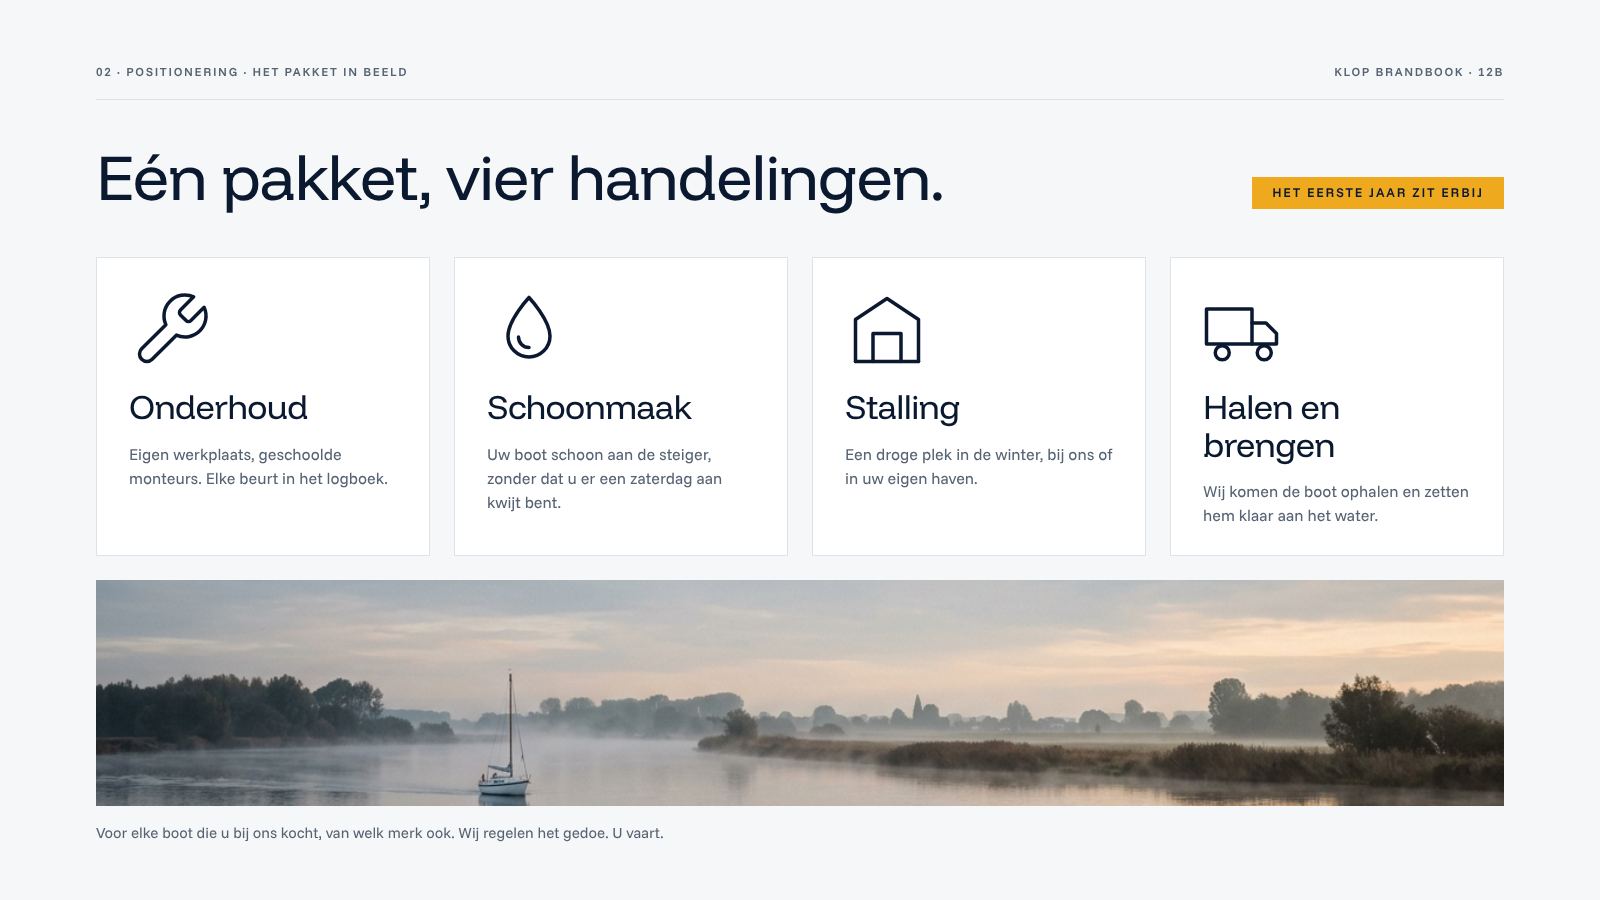 02 · POSITIONERING · HET PAKKET IN BEELD
KLOP BRANDBOOK · 12B
Eén pakket, vier handelingen.
HET EERSTE JAAR ZIT ERBIJ
Onderhoud
Eigen werkplaats, geschoolde
monteurs. Elke beurt in het logboek.
Schoonmaak
Uw boot schoon aan de steiger,
zonder dat u er een zaterdag aan
kwijt bent.
Stalling
Een droge plek in de winter, bij ons of
in uw eigen haven.
Halen en
brengen
Wij komen de boot ophalen en zetten
hem klaar aan het water.
Voor elke boot die u bij ons kocht, van welk merk ook. Wij regelen het gedoe. U vaart.